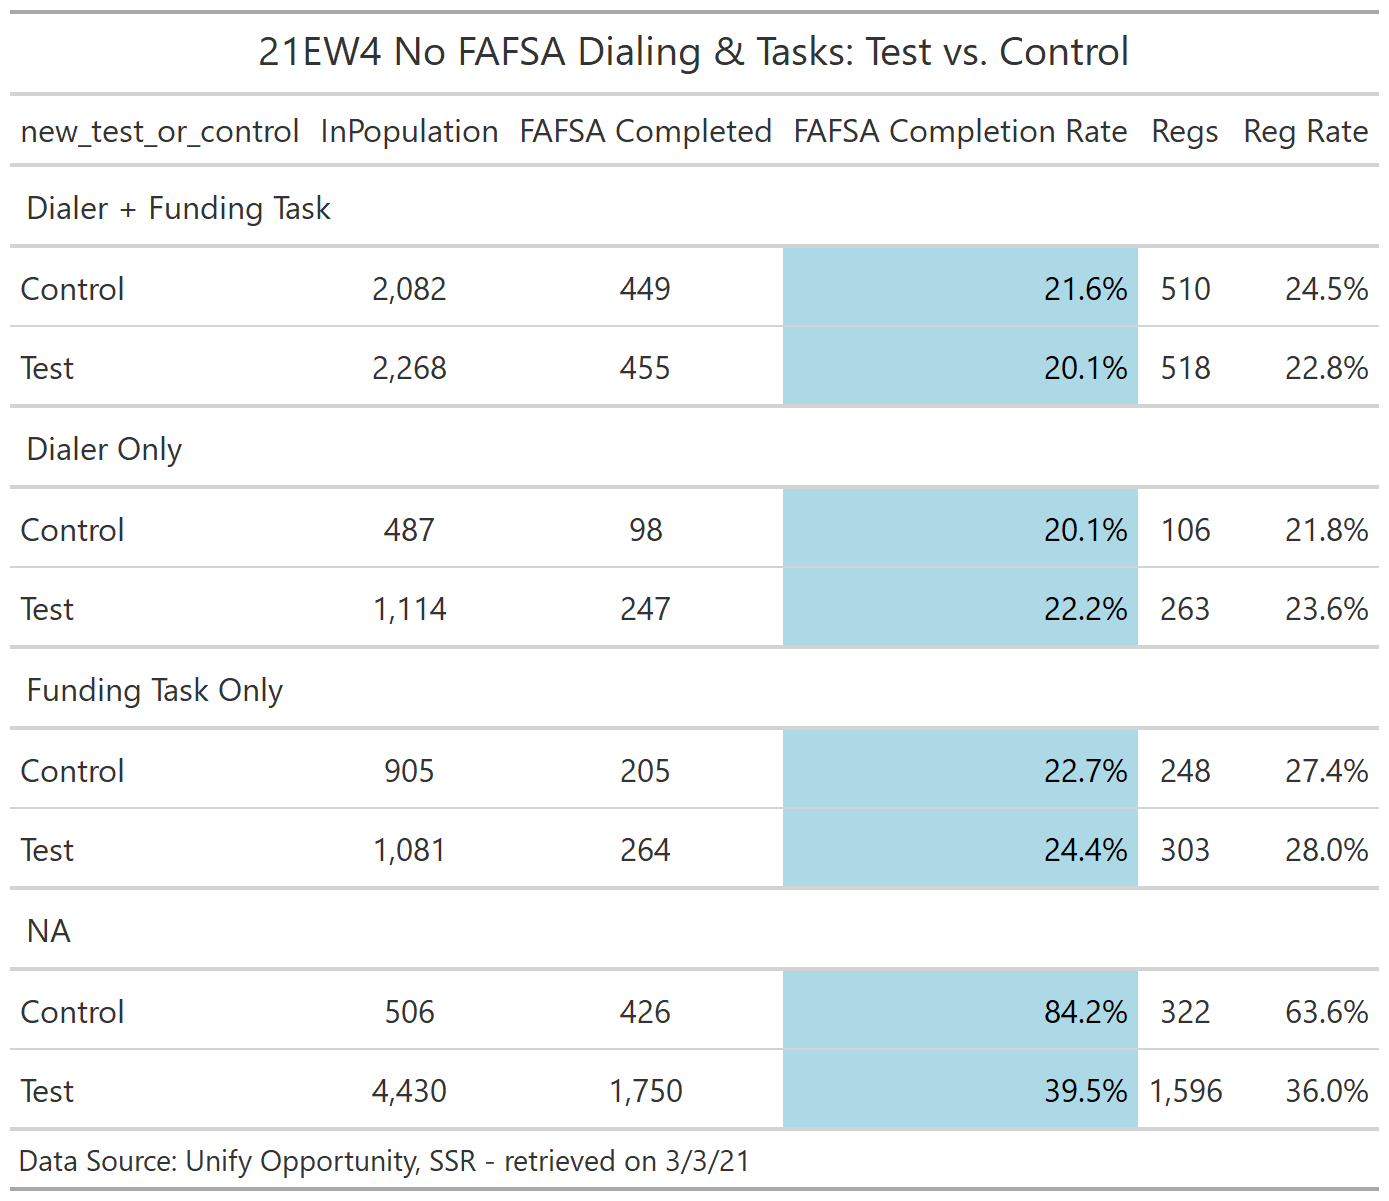 21EW4 No FAFSA Dialing & Tasks: Test vs. Control
new_test_or_control InPopulation FAFSA Completed FAFSA Completion Rate Regs Reg Rate
Dialer + Funding Task
Control 2,082 449 21.6% 510 24.5%
Test 2,268 455 20.1% 518 22.8%
Dialer Only
Control 487 98 20.1% 106 21.8%
Test 1,114 247 22.2% 263 23.6%
Funding Task Only
Control 905 205 22.7% 248 27.4%
Test 1,081 264 24.4% 303 28.0%
NA
Control 506 426 84.2% 322 63.6%
Test 4,430 1,750 39.5% 1,596 36.0%
Data Source: Unify Opportunity, SSR - retrieved on 3/3/21